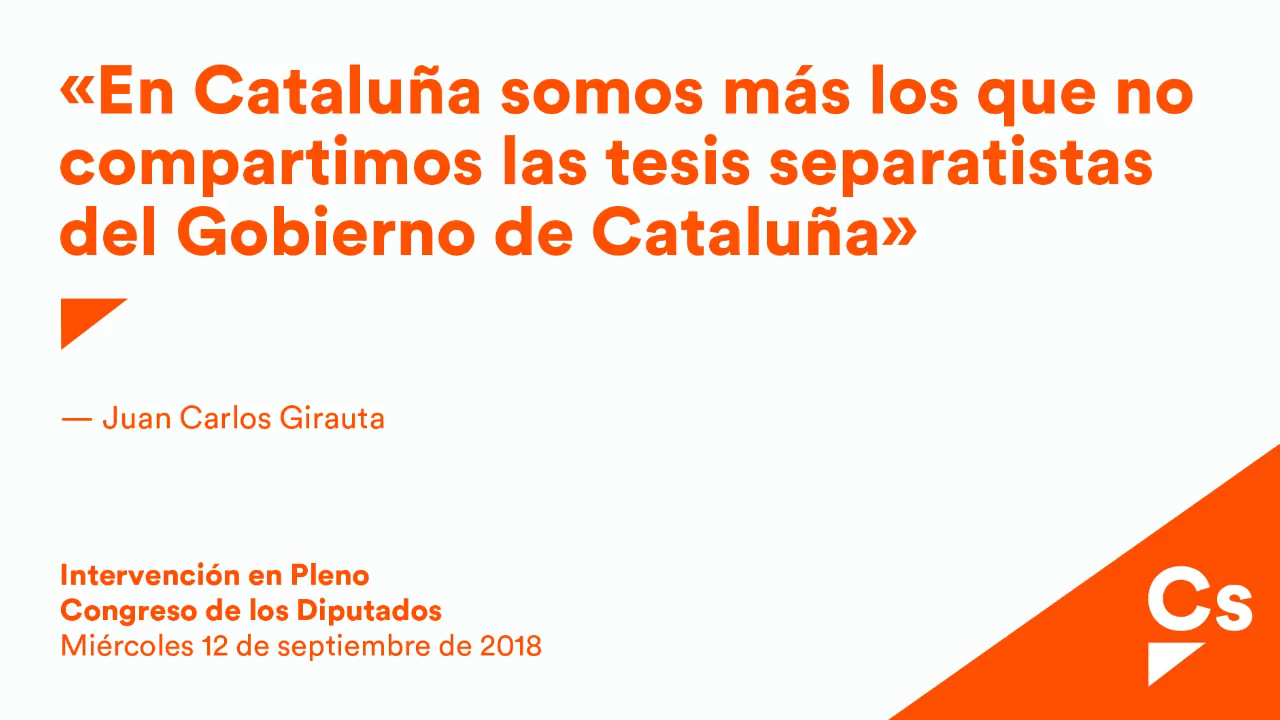 «En Cataluña somos más los que no
compartimos las tesis separatistas
del Gobierno de Cataluña»
— Juan Carlos Girauta
Intervención en Pleno
Congreso de los Diputados
Miércoles 12 de septiembre de 2018
Cs